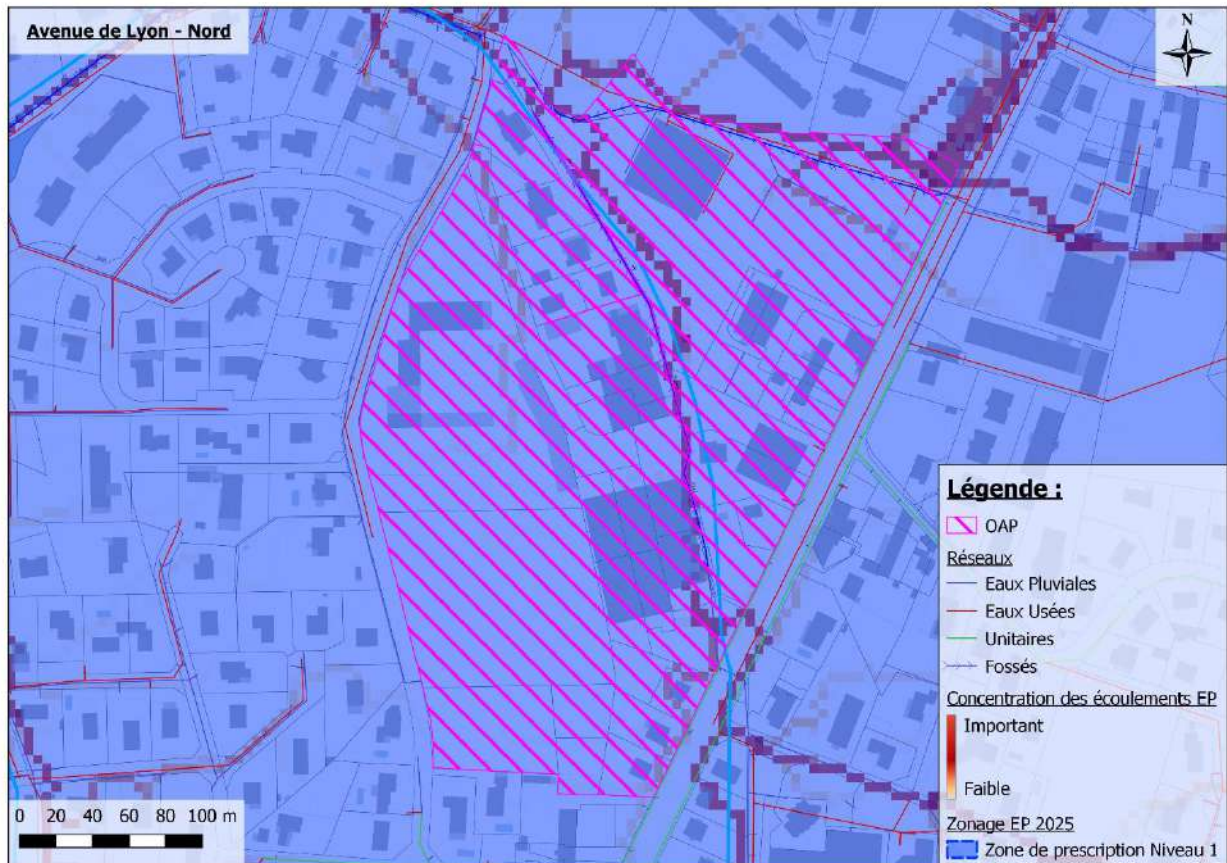 Avenue de Lyon - Nord
N
Légende :
OAP
Réseaux
Eaux Pluviales
Eaux Usées
Unitaires
Fossés
Concentration des écoulements EP
Important
Faible
Zonage EP 2025
Zone de prescription Niveau 1
0 20 40 60 80 100 m